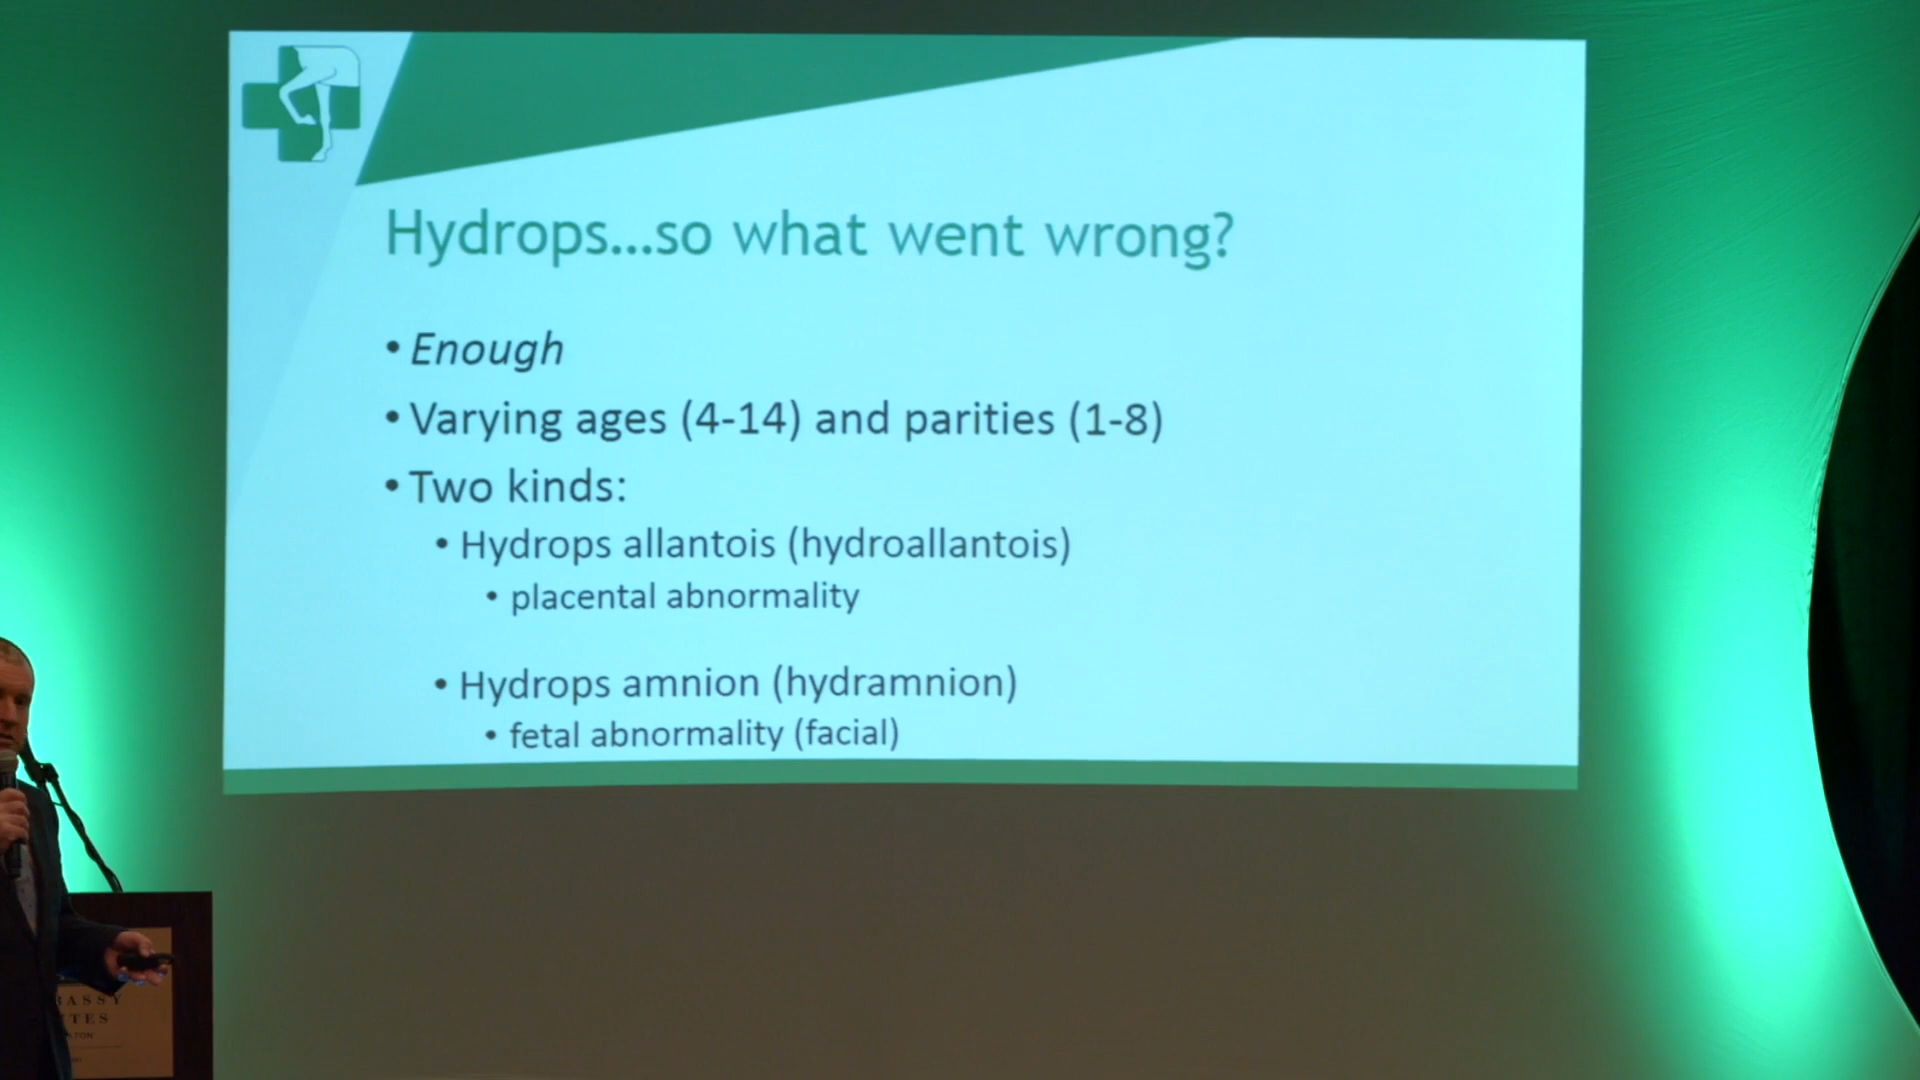 Hydrops...so what went wrong?
• Enough
• Varying ages (4-14) and parities (1-8)
• Two kinds:
• Hydrops allantois (hydroallantois)
• placental abnormality
• Hydrops amnion (hydramnion)
• fetal abnormality (facial)